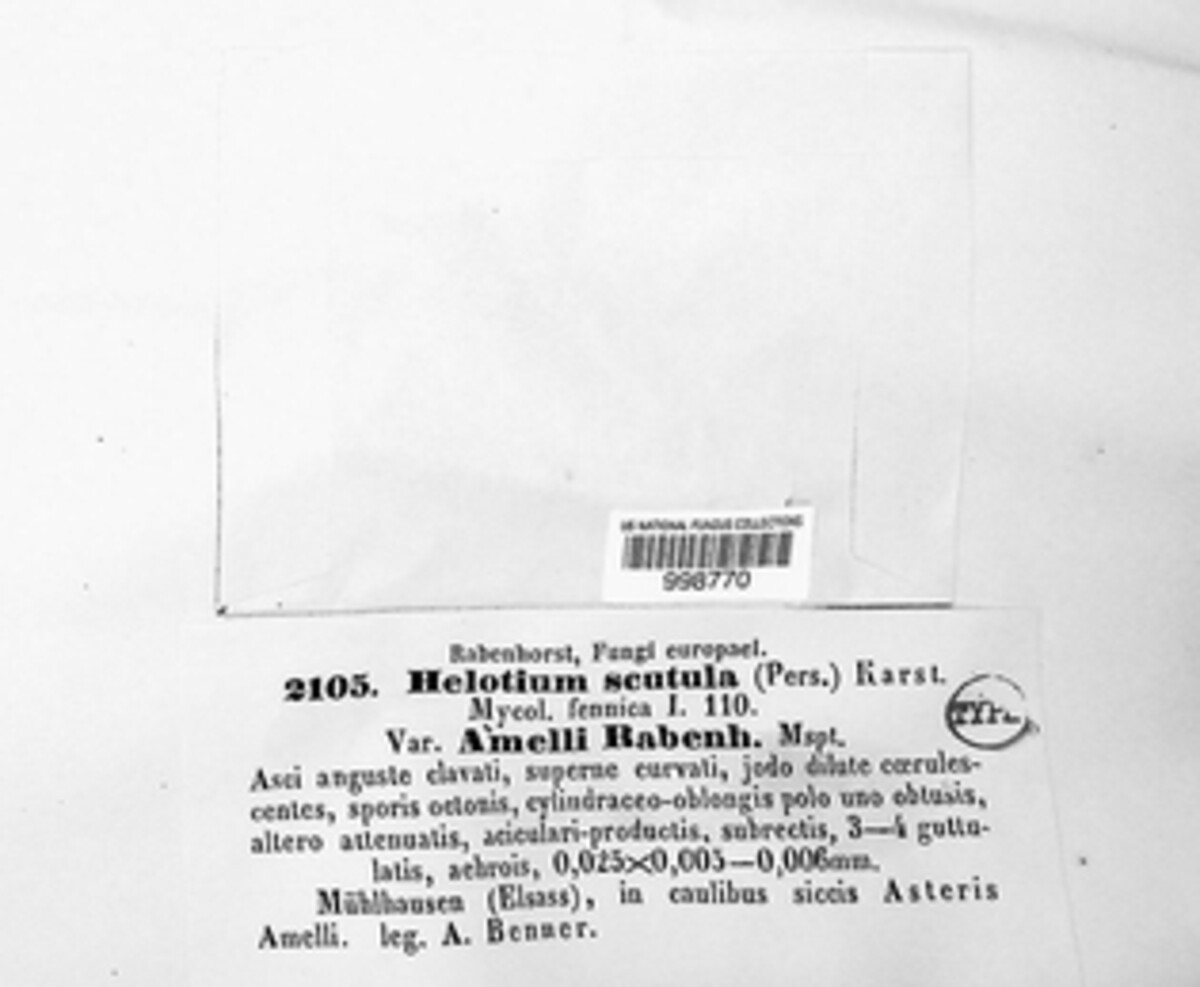 US NATIONAL FUNGUS COLLECTIONS
998770
Rabenhorst, Fungi europaei.
2105. Helotium scutula (Pers.) Karst.
Mycol. fennica I. 110.
Var. Amelli Rabenh. Mspt.
TYPE
Asci anguste clavati, superne curvati, jodo dilute cœrules-
centes, sporis octonis, cylindraceo-oblongis polo uno obtusis,
altero attenuatis, aciculari-productis, subrectis, 3—4 guttu-
latis, achrois, 0,025×0,005—0,006mm.
Mühlhausen (Elsass), in caulibus siccis Asteris
Amelli. leg. A. Benner.